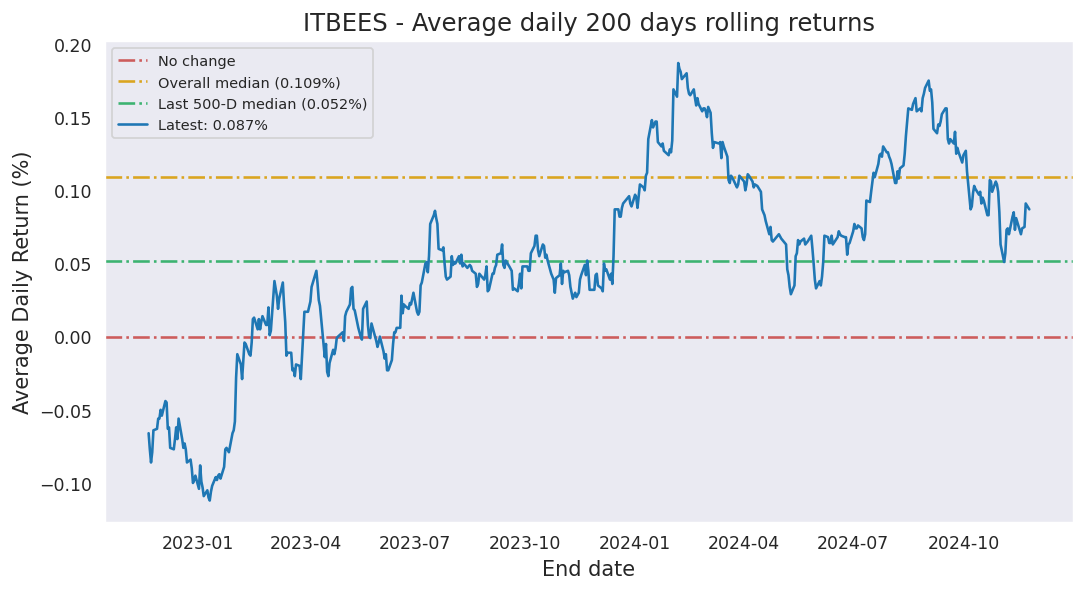 ITBEES - Average daily 200 days rolling returns
No change
Overall median (0.109%)
Last 500-D median (0.052%)
Latest: 0.087%
Average Daily Return (%)
0.20
0.15
0.10
0.05
0.00
−0.05
−0.10
2023-01 2023-04 2023-07 2023-10 2024-01 2024-04 2024-07 2024-10
End date